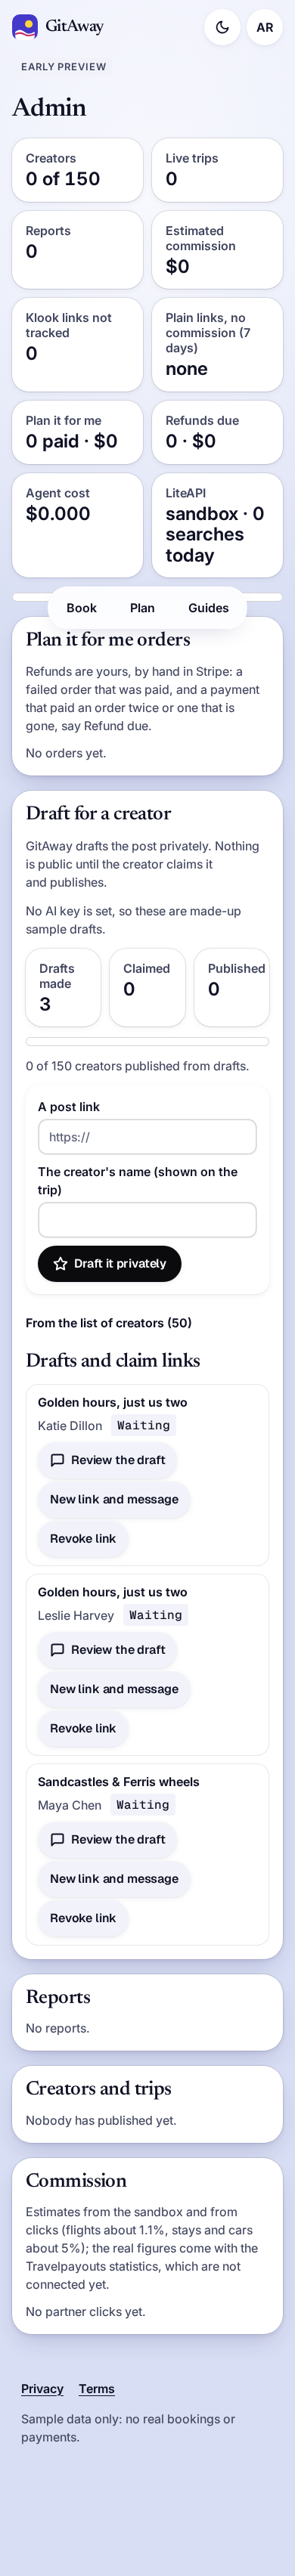 GitAway
AR
EARLY PREVIEW
Admin
Creators
0 of 150
Live trips
0
Reports
0
Estimated
commission
$0
Klook links not
tracked
0
Plain links, no
commission (7
days)
none
Plan it for me
0 paid · $0
Refunds due
0 · $0
Agent cost
$0.000
LiteAPI
sandbox · 0
searches
today
Book
Plan
Guides
Plan it for me orders
Refunds are yours, by hand in Stripe: a
failed order that was paid, and a payment
that paid an order twice or one that is
gone, say Refund due.
No orders yet.
Draft for a creator
GitAway drafts the post privately. Nothing
is public until the creator claims it
and publishes.
No AI key is set, so these are made-up
sample drafts.
Drafts
made
3
Claimed
0
Published
0
0 of 150 creators published from drafts.
A post link
https://
The creator's name (shown on the
trip)
Draft it privately
From the list of creators (50)
Drafts and claim links
Golden hours, just us two
Katie Dillon Waiting
Review the draft
New link and message
Revoke link
Golden hours, just us two
Leslie Harvey Waiting
Review the draft
New link and message
Revoke link
Sandcastles & Ferris wheels
Maya Chen Waiting
Review the draft
New link and message
Revoke link
Reports
No reports.
Creators and trips
Nobody has published yet.
Commission
Estimates from the sandbox and from
clicks (flights about 1.1%, stays and cars
about 5%); the real figures come with the
Travelpayouts statistics, which are not
connected yet.
No partner clicks yet.
Privacy
Terms
Sample data only: no real bookings or
payments.